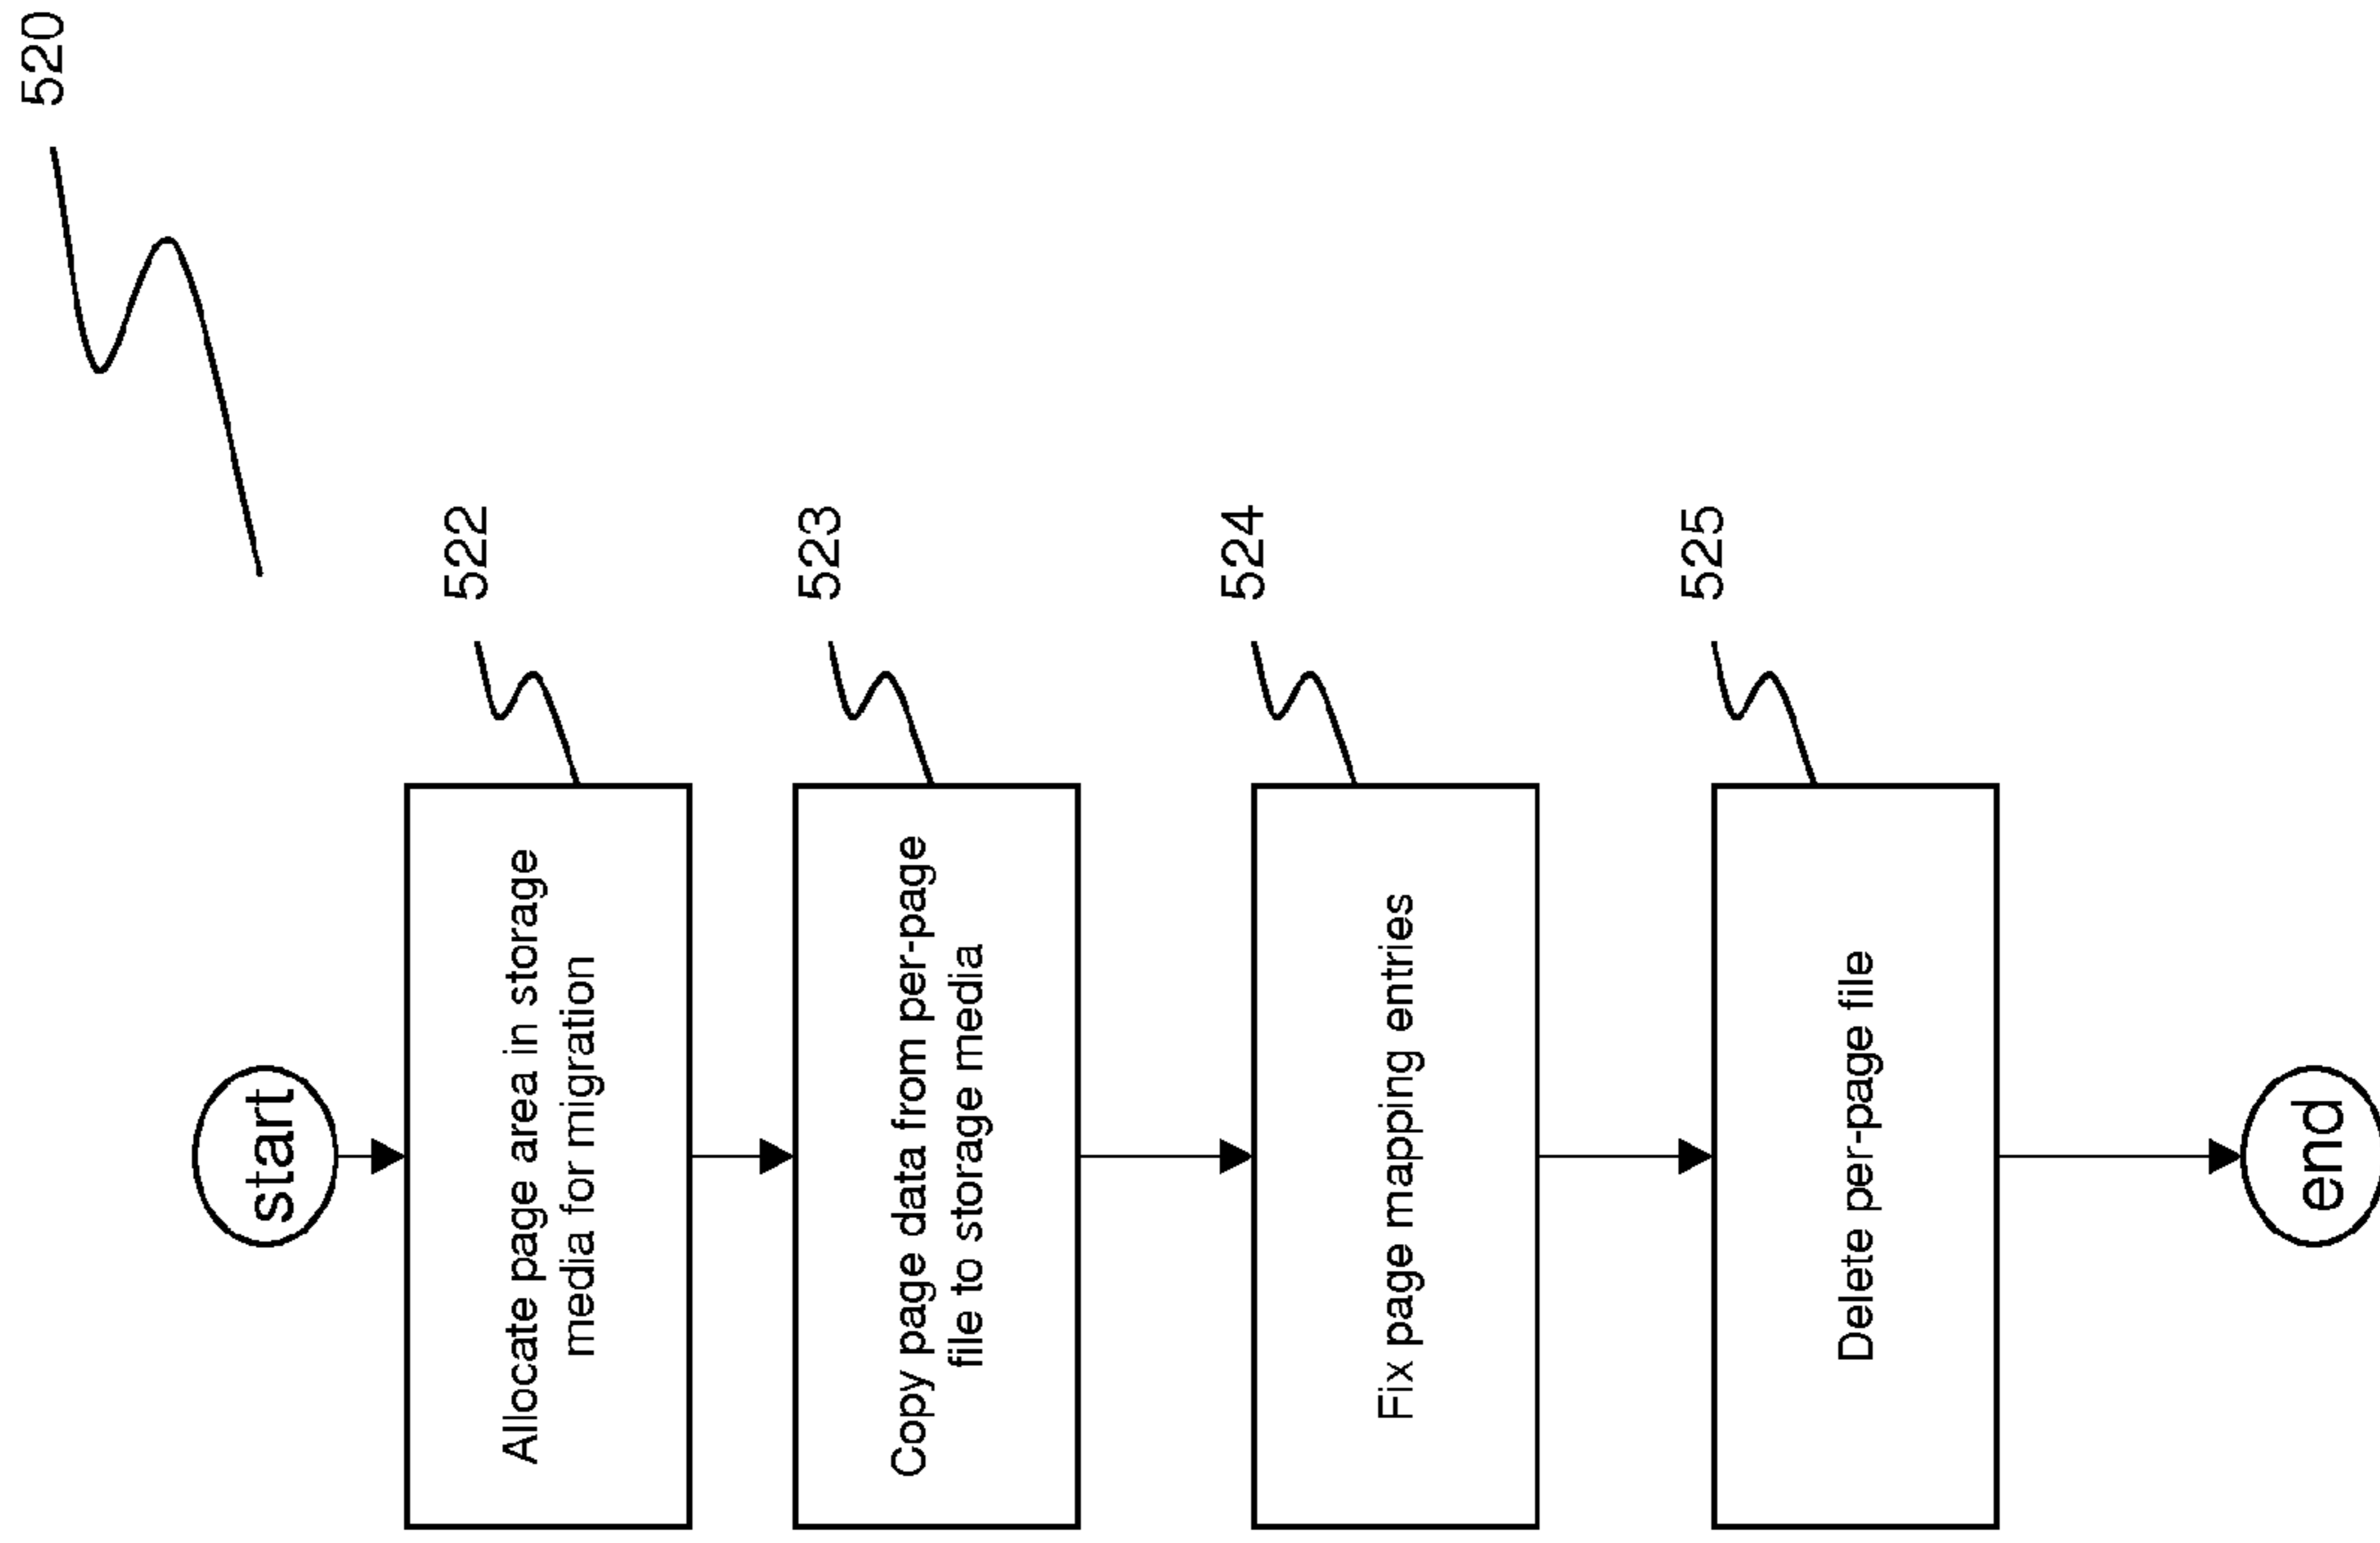 520
start
522
Allocate page area in storage
media for migration
523
Copy page data from per-page
file to storage media
524
Fix page mapping entries
525
Delete per-page file
end